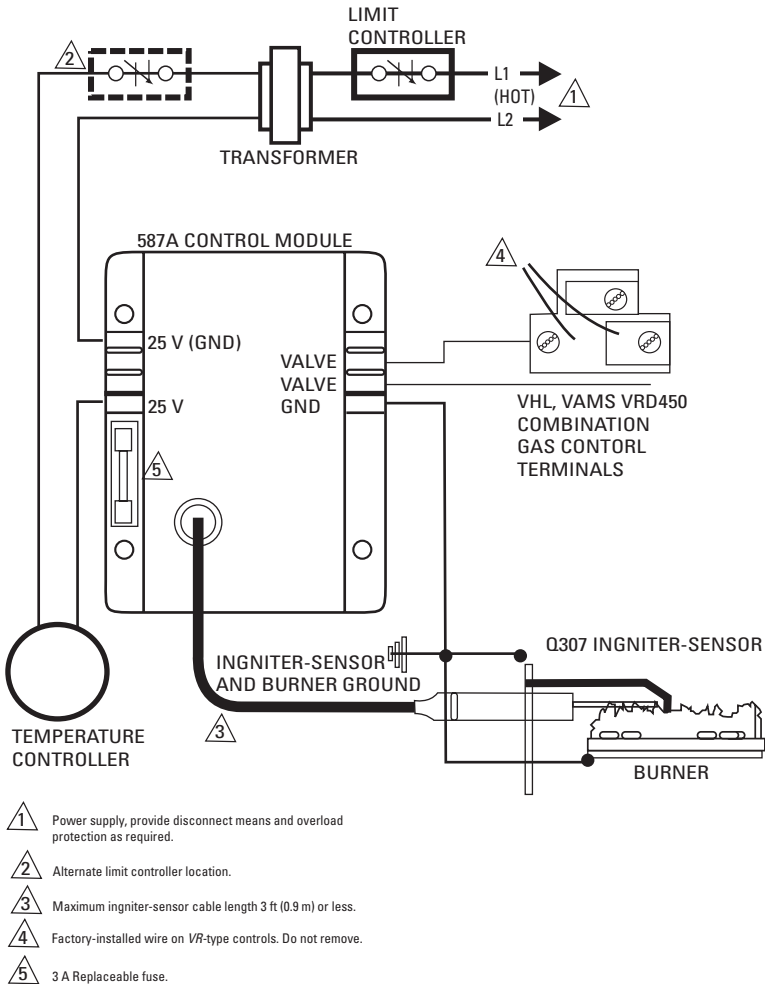 LIMIT
CONTROLLER
2
L1
(HOT)
1
L2
TRANSFORMER
587A CONTROL MODULE
4
25 V (GND)
VALVE
VALVE
25 V
GND
VHL, VAMS VRD450
COMBINATION
GAS CONTORL
TERMINALS
5
Q307 INGNITER-SENSOR
INGNITER-SENSOR
AND BURNER GROUND
3
TEMPERATURE
CONTROLLER
BURNER
1 Power supply, provide disconnect means and overload
protection as required.
2 Alternate limit controller location.
3 Maximum ingniter-sensor cable length 3 ft (0.9 m) or less.
4 Factory-installed wire on VR-type controls. Do not remove.
5 3 A Replaceable fuse.